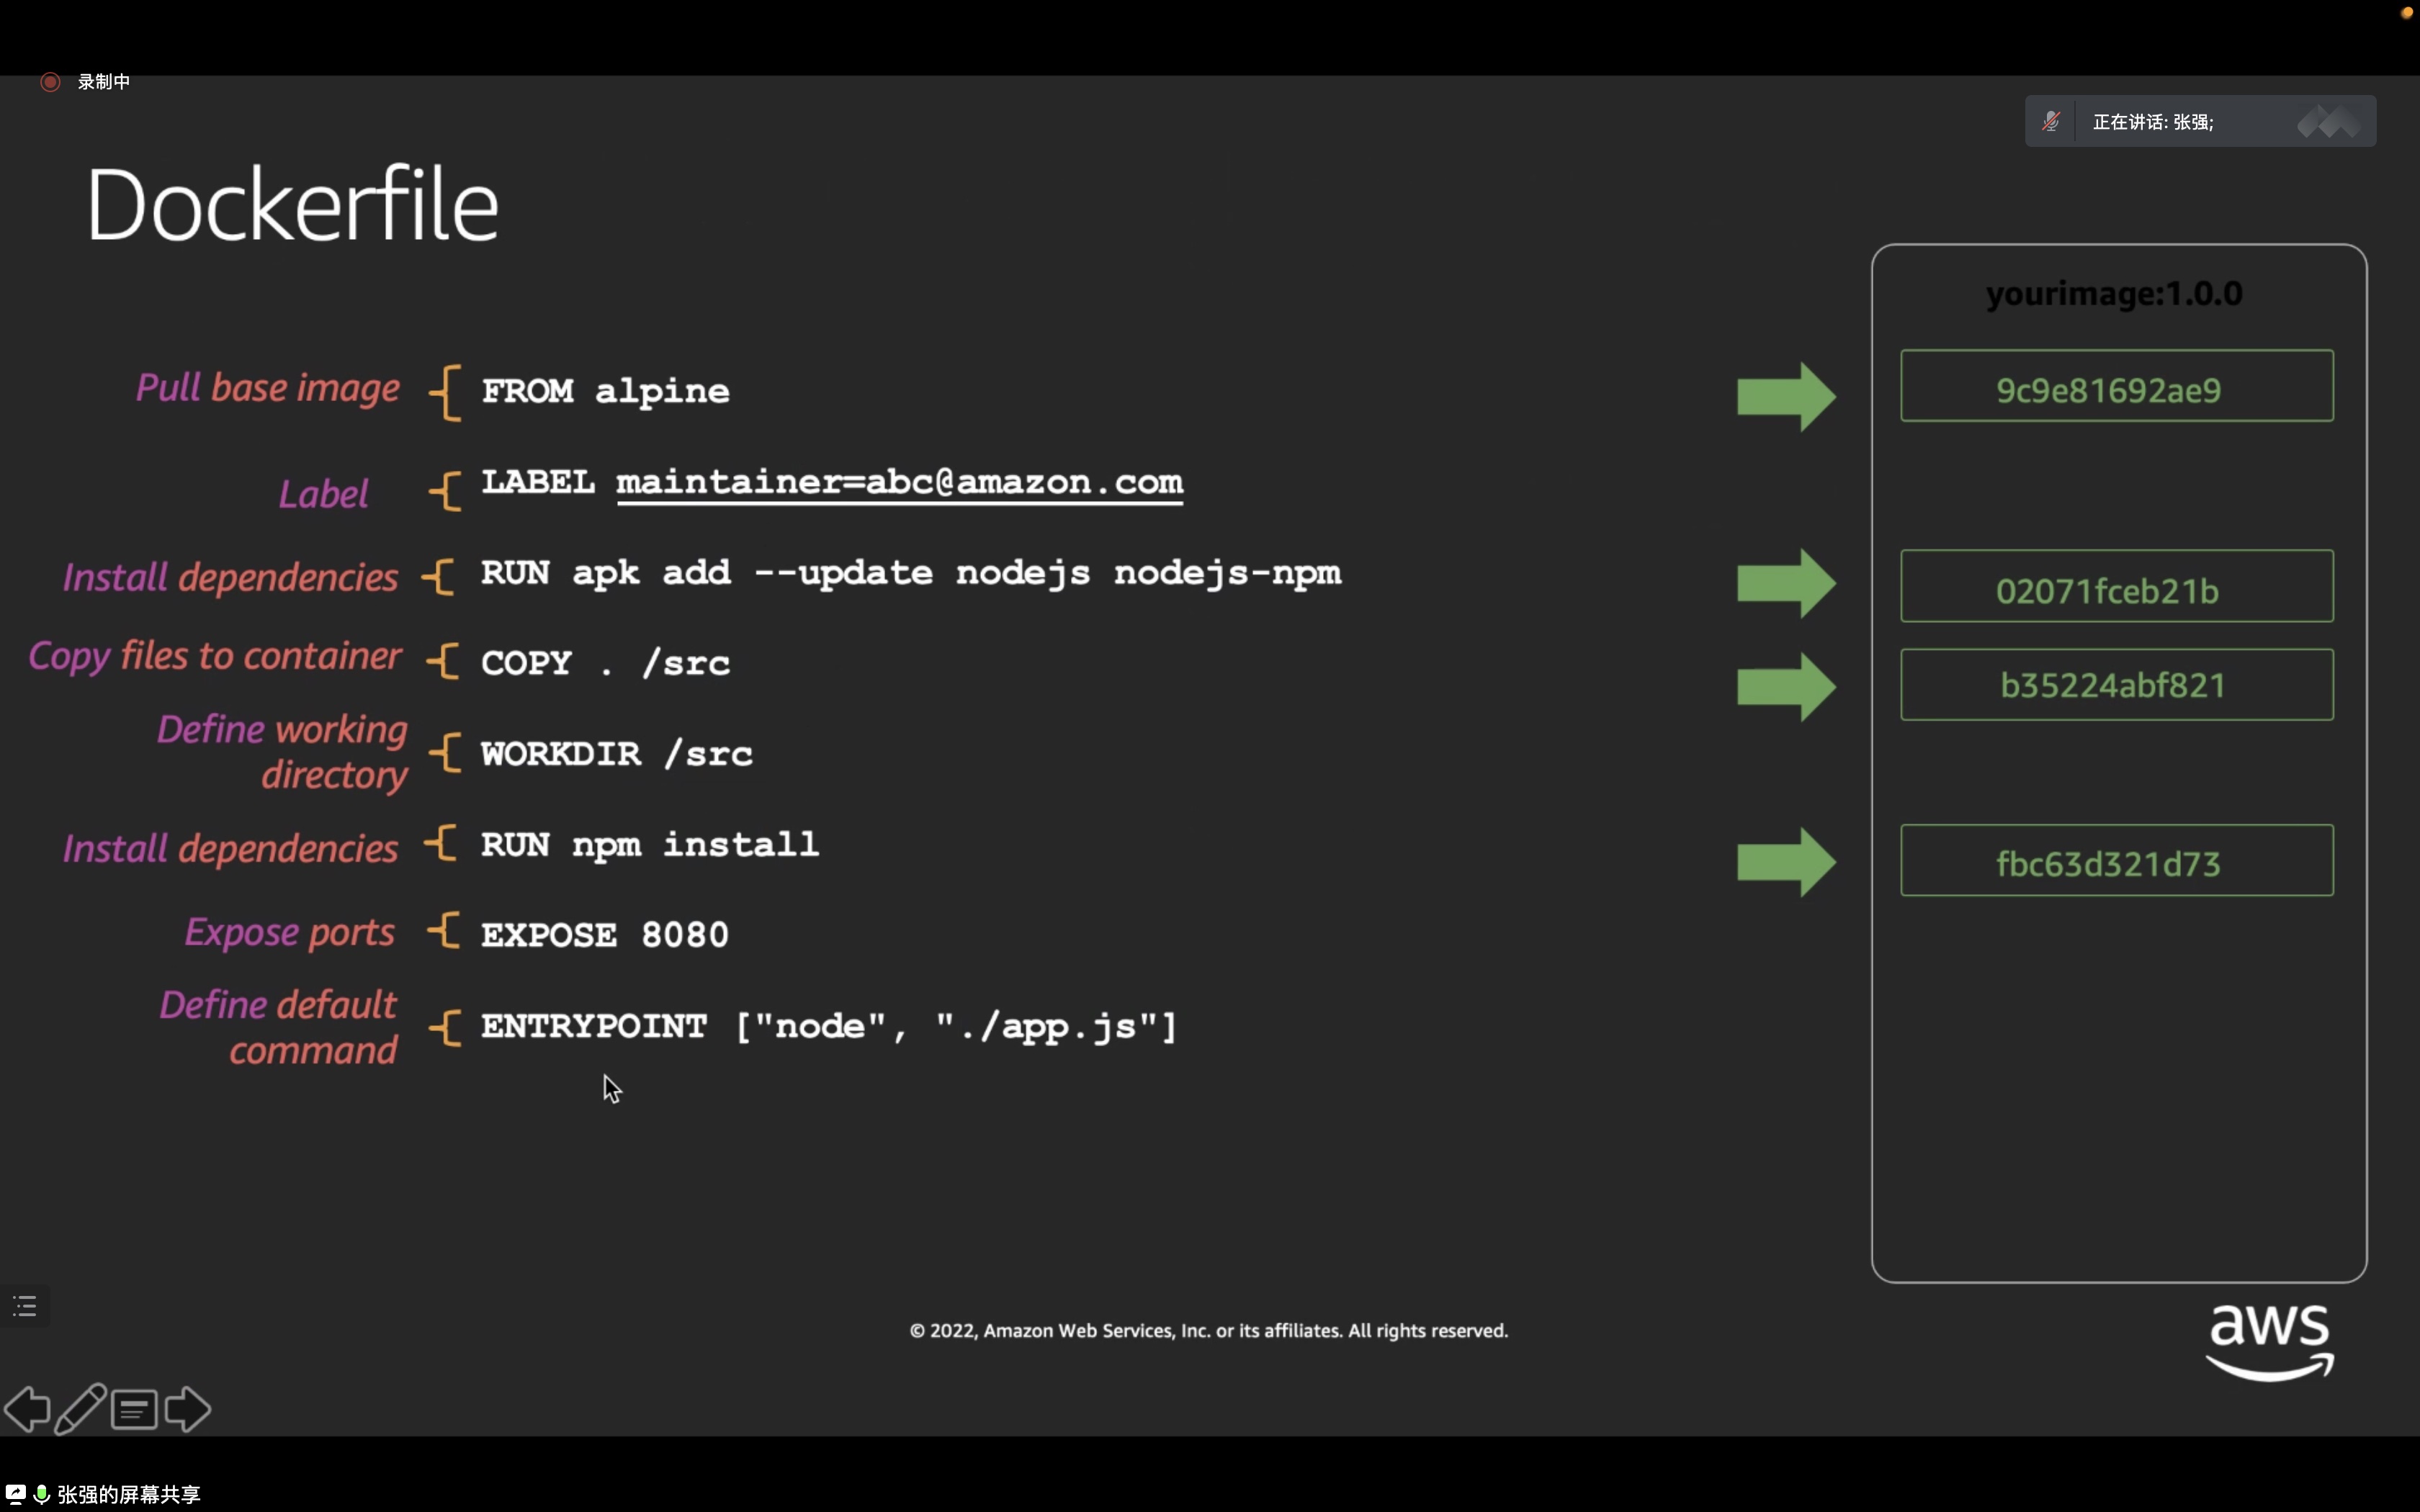 录制中
正在讲话: 张强;
Dockerfile
yourimage:1.0.0
Pull base image
FROM alpine
9c9e81692ae9
Label
LABEL maintainer=abc@amazon.com
Install dependencies
RUN apk add --update nodejs nodejs-npm
02071fceb21b
Copy files to container
COPY . /src
b35224abf821
Define working
directory
WORKDIR /src
Install dependencies
RUN npm install
fbc63d321d73
Expose ports
EXPOSE 8080
Define default
command
ENTRYPOINT ["node", "./app.js"]
© 2022, Amazon Web Services, Inc. or its affiliates. All rights reserved.
aws
张强的屏幕共享